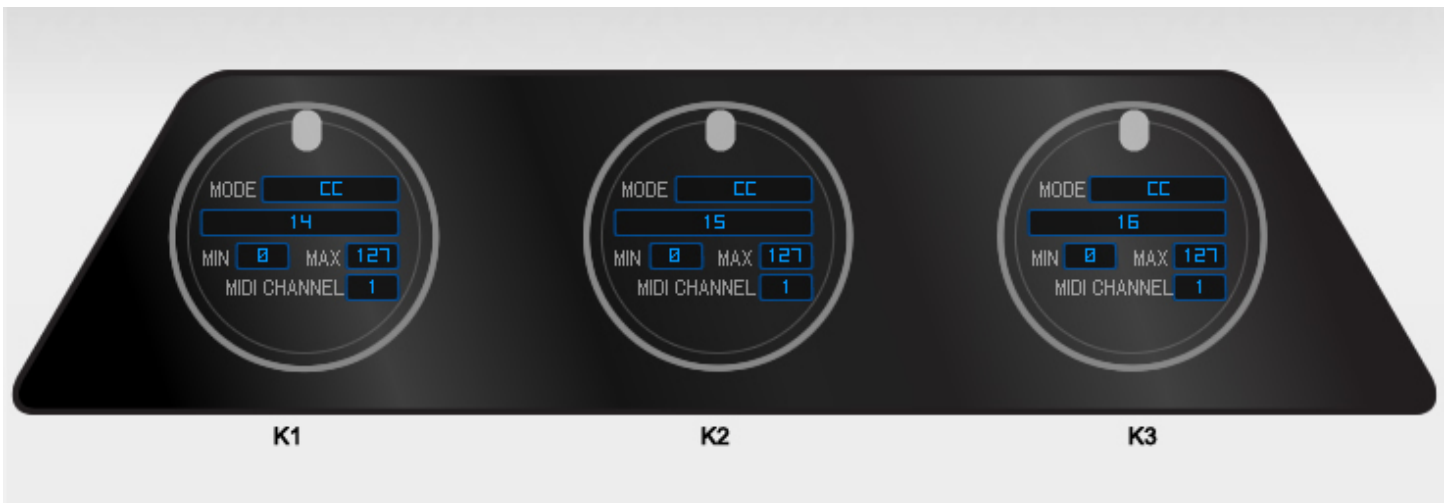 MODE CC
14
MIN 0 MAX 127
MIDI CHANNEL 1
K1
MODE CC
15
MIN 0 MAX 127
MIDI CHANNEL 1
K2
MODE CC
16
MIN 0 MAX 127
MIDI CHANNEL 1
K3